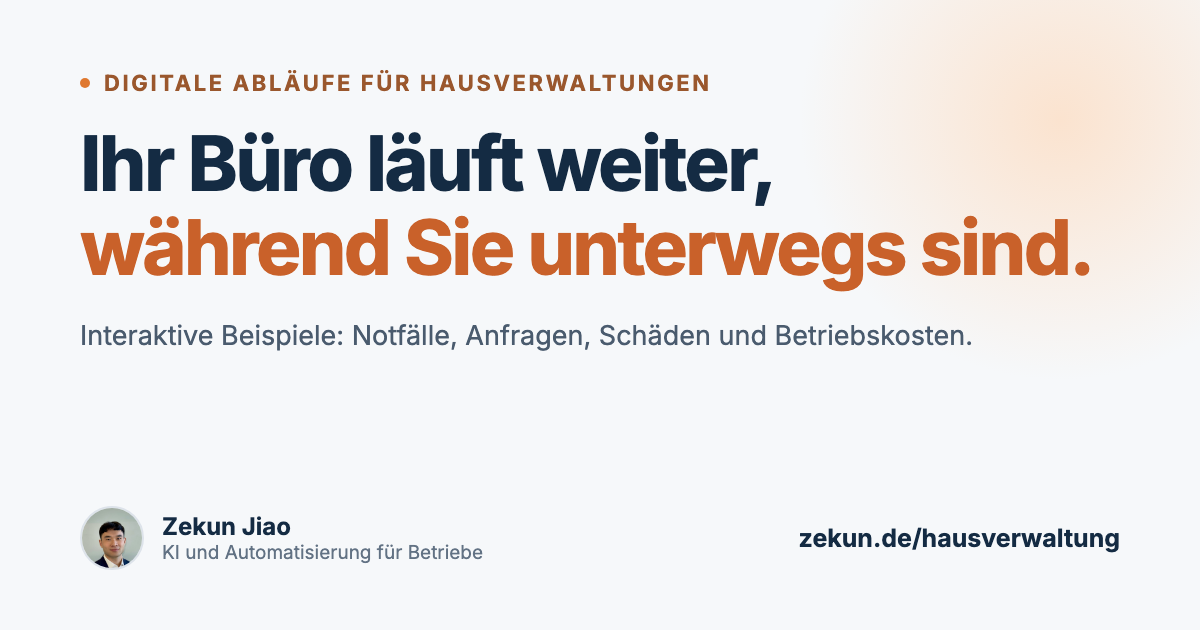 DIGITALE ABLÄUFE FÜR HAUSVERWALTUNGEN
Ihr Büro läuft weiter,
während Sie unterwegs sind.
Interaktive Beispiele: Notfälle, Anfragen, Schäden und Betriebskosten.
Zekun Jiao
KI und Automatisierung für Betriebe
zekun.de/hausverwaltung